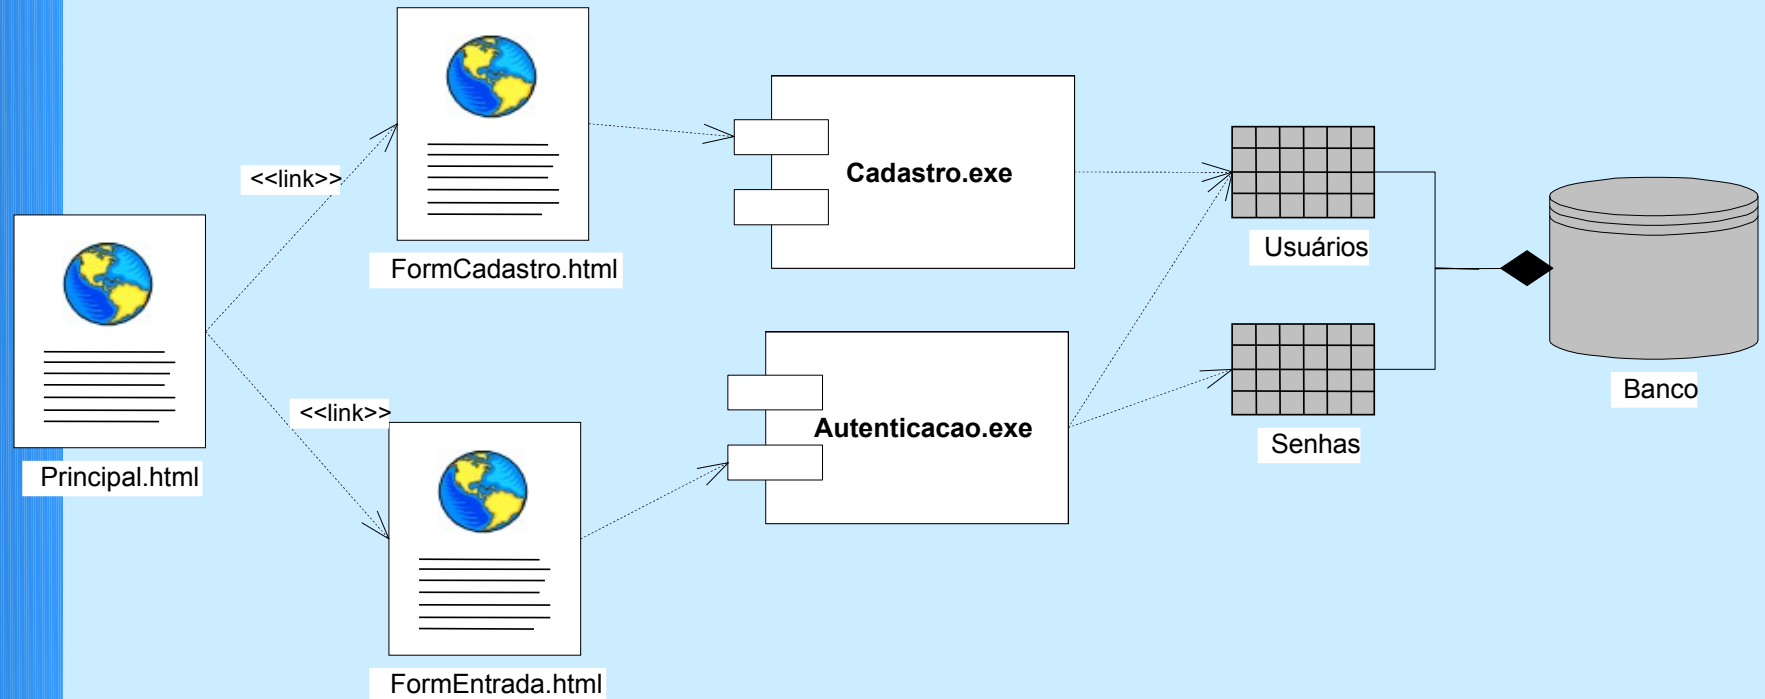 <<link>>
FormCadastro.html
Cadastro.exe
Usuários
Principal.html
<<link>>
FormEntrada.html
Autenticacao.exe
Senhas
Banco